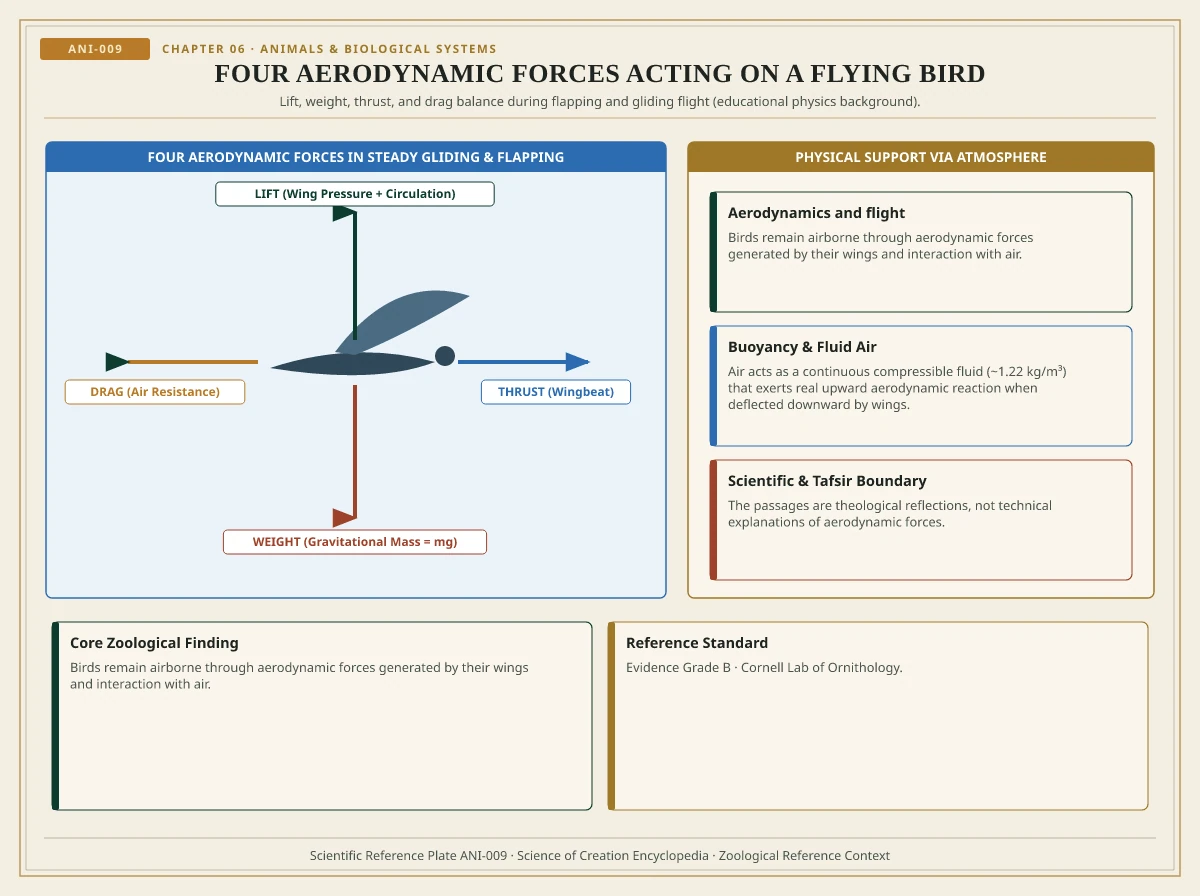 ANI-009
CHAPTER 06 · ANIMALS & BIOLOGICAL SYSTEMS
FOUR AERODYNAMIC FORCES ACTING ON A FLYING BIRD
Lift, weight, thrust, and drag balance during flapping and gliding flight (educational physics background).
FOUR AERODYNAMIC FORCES IN STEADY GLIDING & FLAPPING
LIFT (Wing Pressure + Circulation)
DRAG (Air Resistance)
THRUST (Wingbeat)
WEIGHT (Gravitational Mass = mg)
PHYSICAL SUPPORT VIA ATMOSPHERE
Aerodynamics and flight
Birds remain airborne through aerodynamic forces
generated by their wings and interaction with air.
Buoyancy & Fluid Air
Air acts as a continuous compressible fluid (~1.22 kg/m³)
that exerts real upward aerodynamic reaction when
deflected downward by wings.
Scientific & Tafsir Boundary
The passages are theological reflections, not technical
explanations of aerodynamic forces.
Core Zoological Finding
Birds remain airborne through aerodynamic forces generated by their wings
and interaction with air.
Reference Standard
Evidence Grade B · Cornell Lab of Ornithology.
Scientific Reference Plate ANI-009 · Science of Creation Encyclopedia · Zoological Reference Context